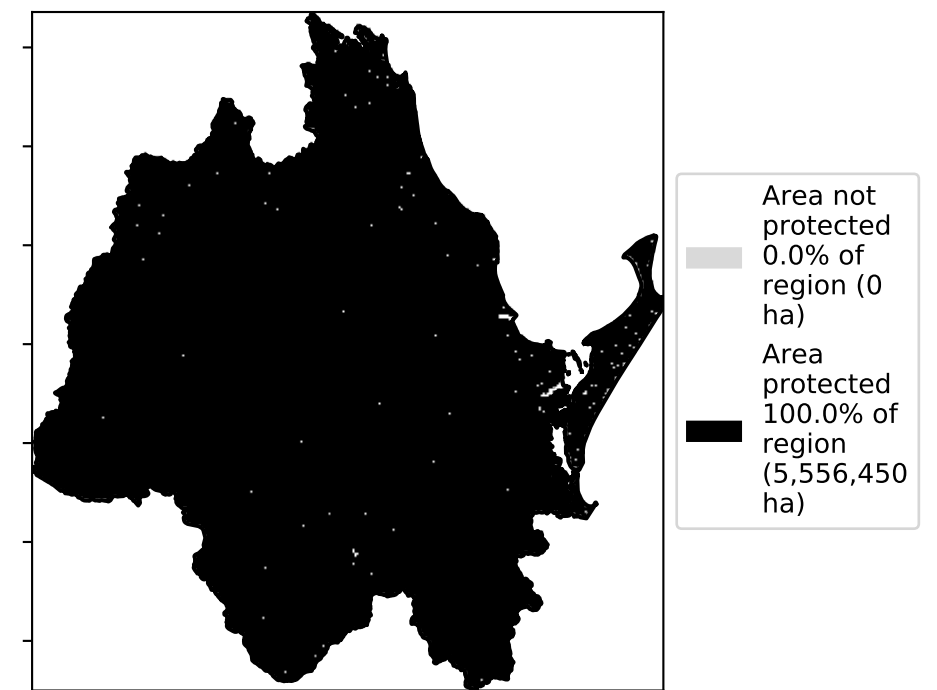 Area not
protected
0.0% of
region (0
ha)
Area
protected
100.0% of
region
(5,556,450
ha)